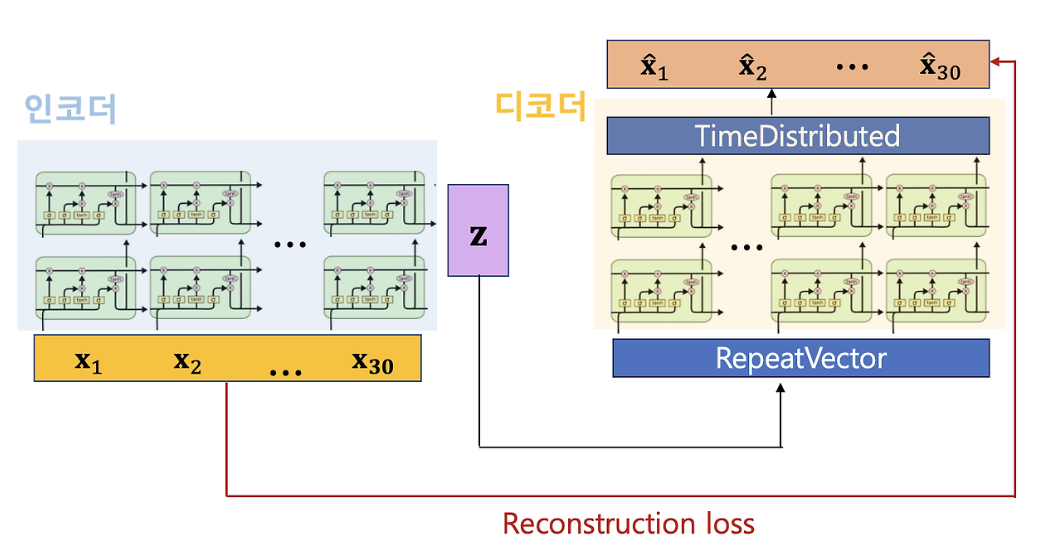 인코더
x₁ x₂ ... x₃₀
z
디코더
x̂₁ x̂₂ ... x̂₃₀
TimeDistributed
RepeatVector
Reconstruction loss